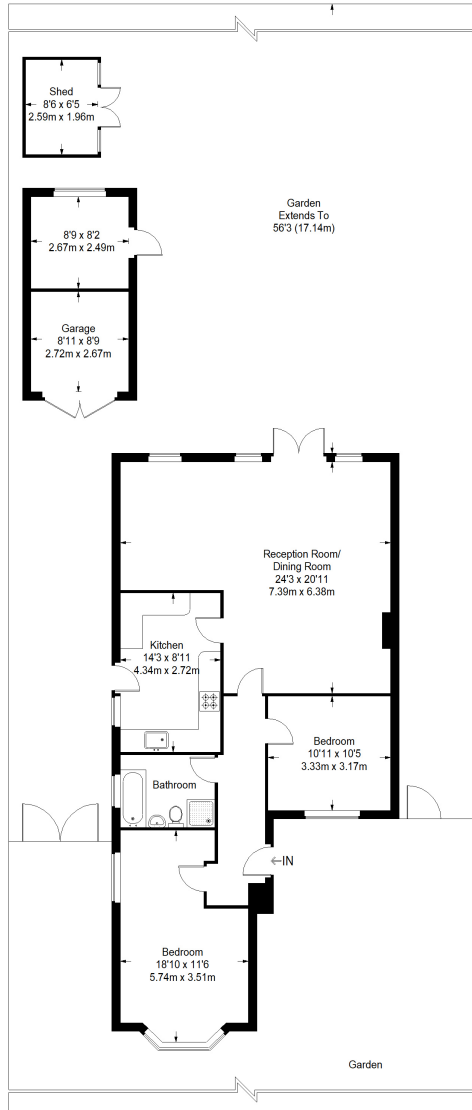 Shed
8'6 x 6'5
2.59m x 1.96m
Garden
Extends To
56'3 (17.14m)
8'9 x 8'2
2.67m x 2.49m
Garage
8'11 x 8'9
2.72m x 2.67m
Reception Room/
Dining Room
24'3 x 20'11
7.39m x 6.38m
Kitchen
14'3 x 8'11
4.34m x 2.72m
Bedroom
10'11 x 10'5
3.33m x 3.17m
Bathroom
IN
Bedroom
18'10 x 11'6
5.74m x 3.51m
Garden